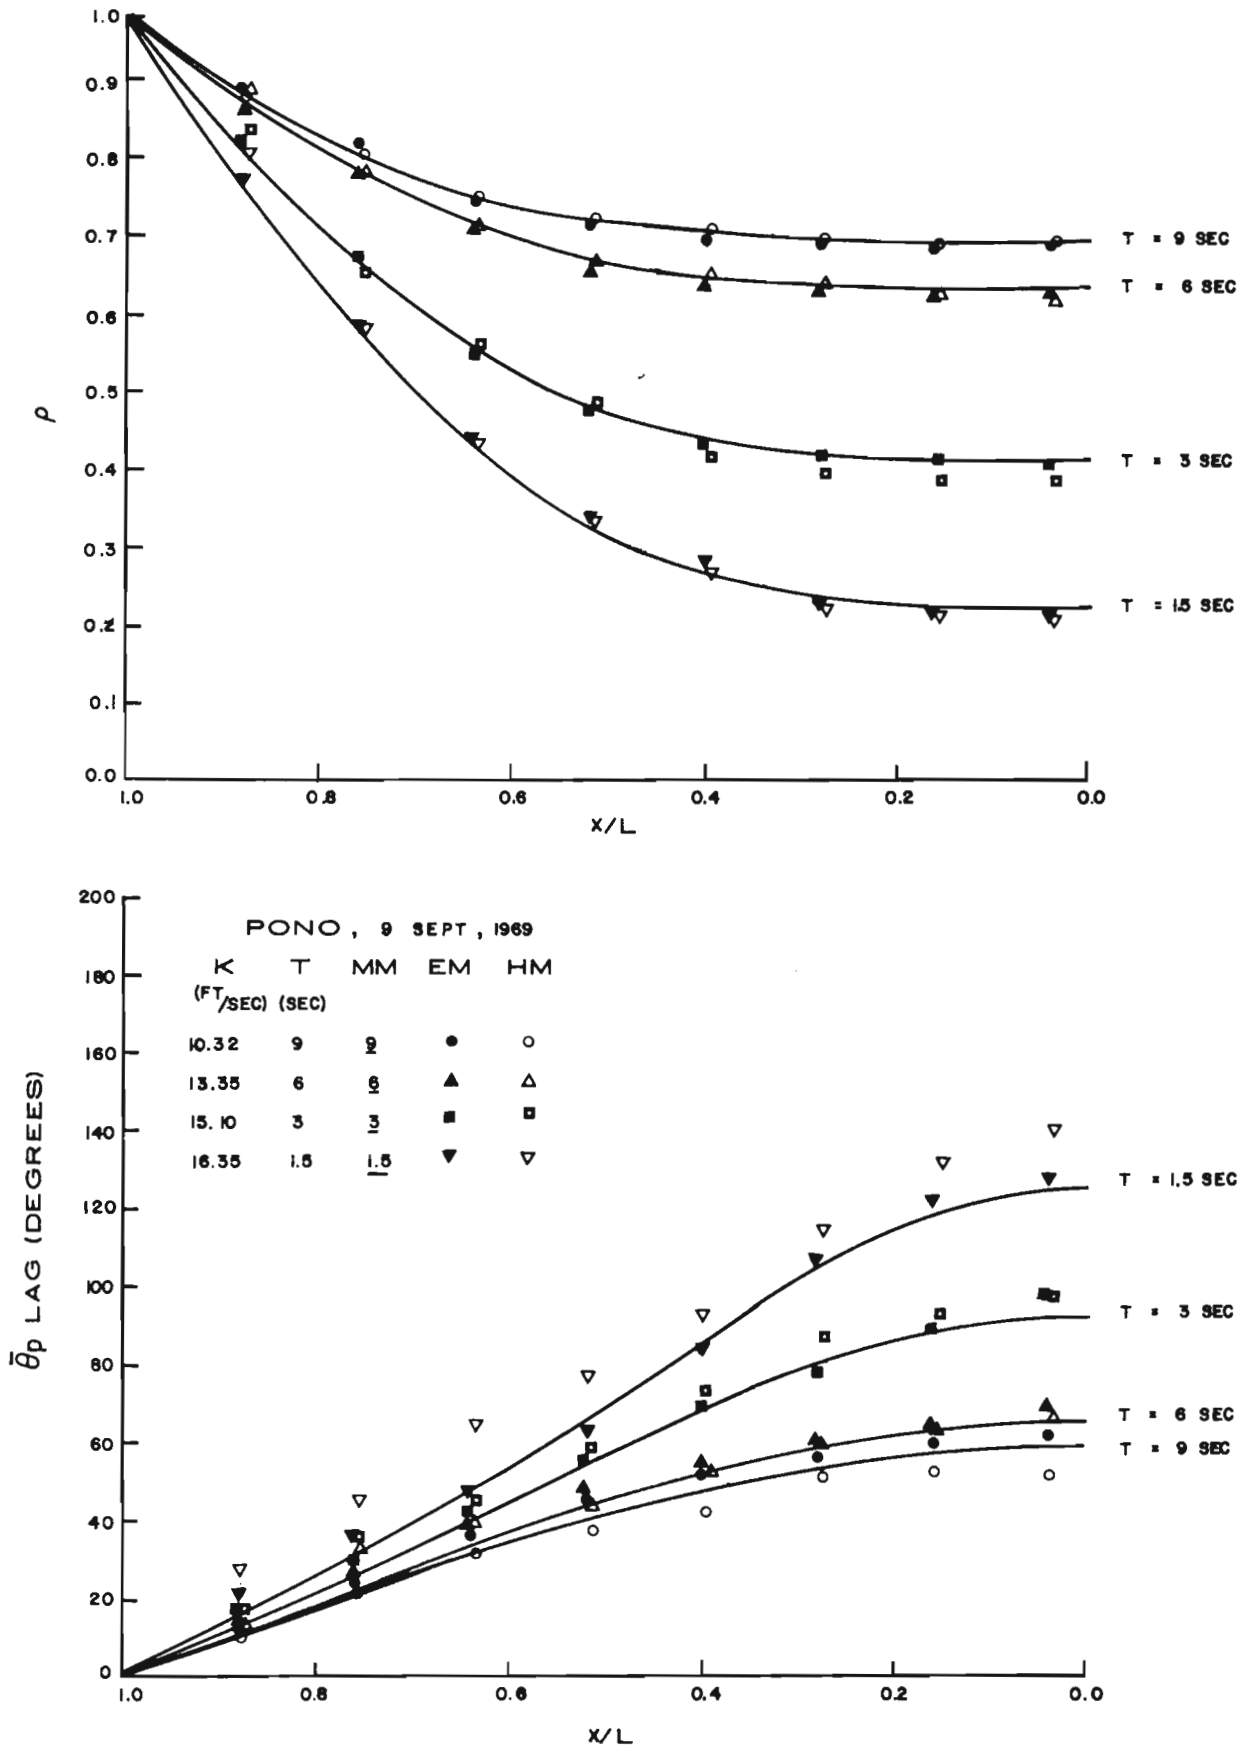 1.0
0.9
0.8
0.7
0.6
0.5
0.4
0.3
0.2
0.1
0.0
ρ
T = 9 SEC
T = 6 SEC
T = 3 SEC
T = 1.5 SEC
1.0 0.8 0.6 0.4 0.2 0.0
X/L
200
180
160
140
120
100
80
60
40
20
0
θ̄p LAG (DEGREES)
PONO, 9 SEPT, 1969
K T MM EM HM
(FT/SEC) (SEC)
10.32 9 9
13.35 6 6
15.10 3 3
16.35 1.5 1.5
T = 1.5 SEC
T = 3 SEC
T = 6 SEC
T = 9 SEC
1.0 0.8 0.6 0.4 0.2 0.0
X/L